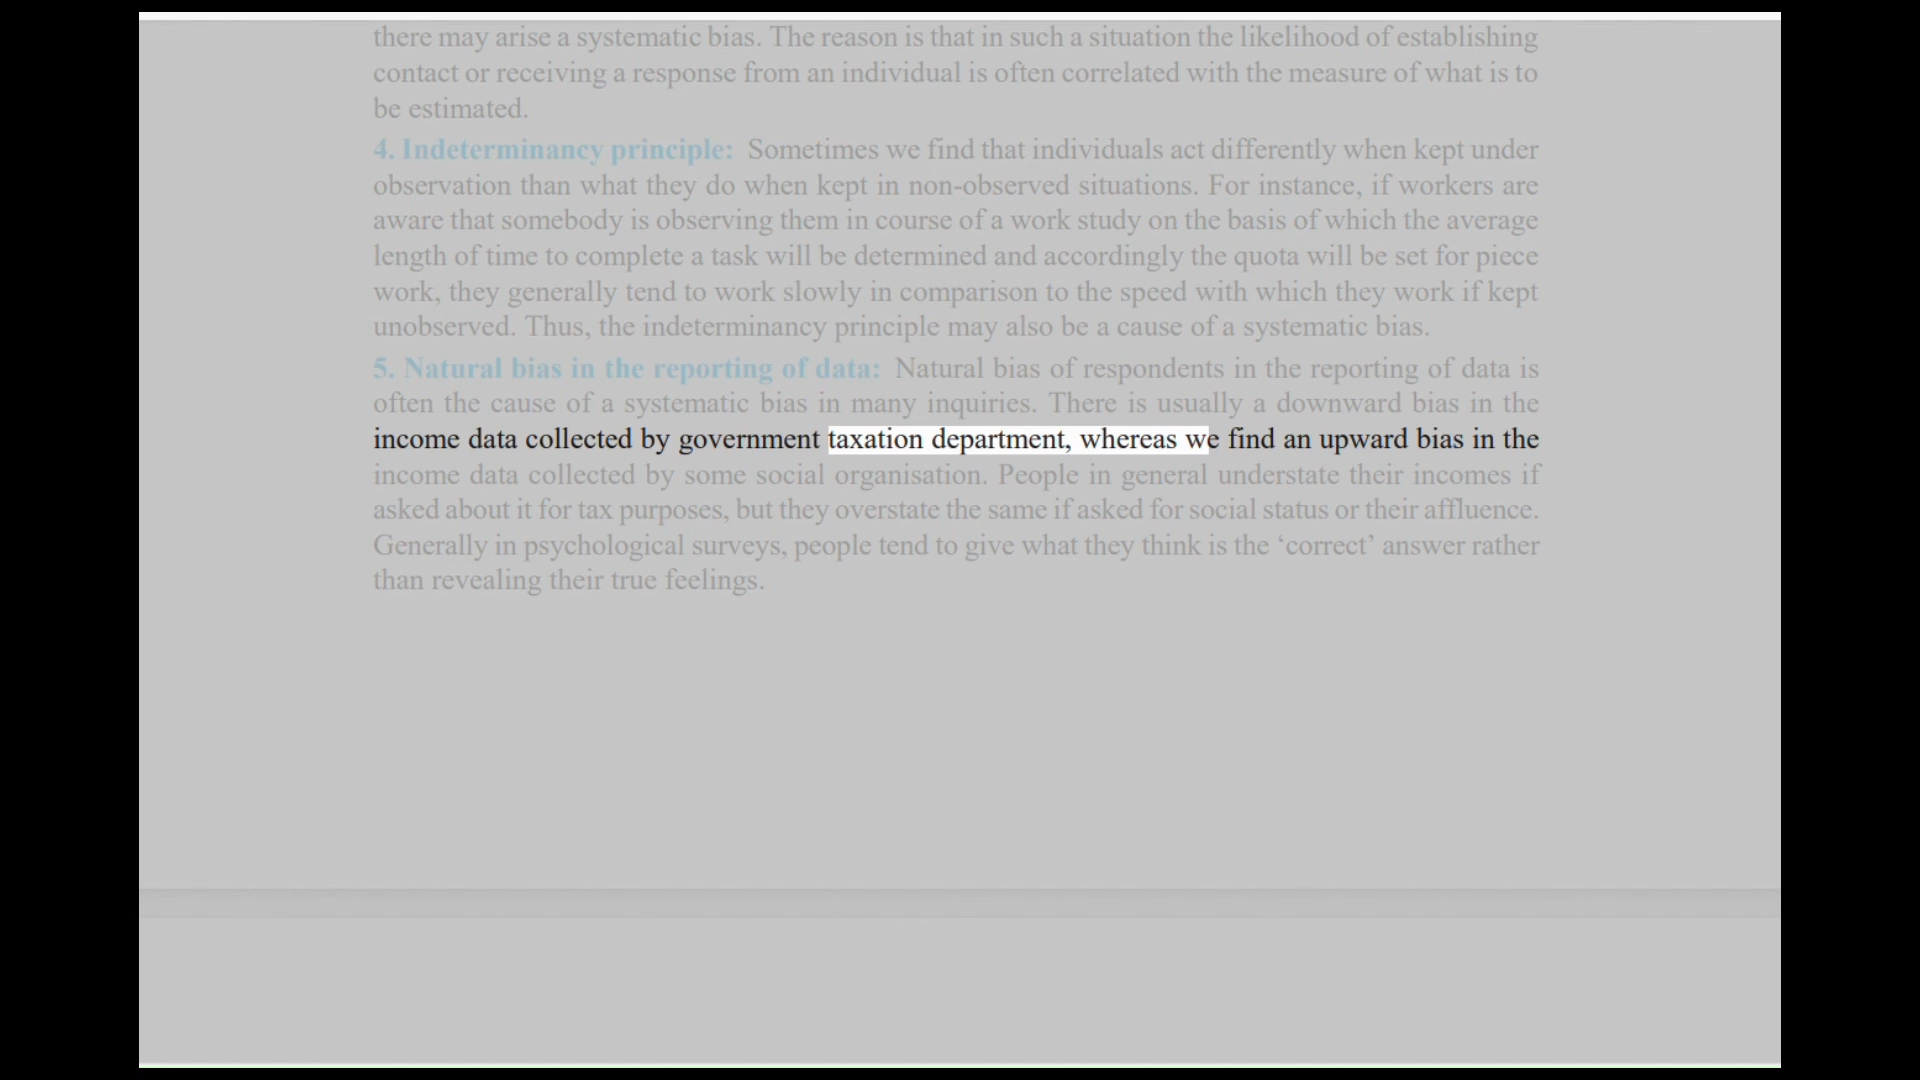 there may arise a systematic bias. The reason is that in such a situation the likelihood of establishing
contact or receiving a response from an individual is often correlated with the measure of what is to
be estimated.
4. Indeterminancy principle: Sometimes we find that individuals act differently when kept under
observation than what they do when kept in non-observed situations. For instance, if workers are
aware that somebody is observing them in course of a work study on the basis of which the average
length of time to complete a task will be determined and accordingly the quota will be set for piece
work, they generally tend to work slowly in comparison to the speed with which they work if kept
unobserved. Thus, the indeterminancy principle may also be a cause of a systematic bias.
5. Natural bias in the reporting of data: Natural bias of respondents in the reporting of data is
often the cause of a systematic bias in many inquiries. There is usually a downward bias in the
income data collected by government taxation department, whereas we find an upward bias in the
income data collected by some social organisation. People in general understate their incomes if
asked about it for tax purposes, but they overstate the same if asked for social status or their affluence.
Generally in psychological surveys, people tend to give what they think is the ‘correct’ answer rather
than revealing their true feelings.